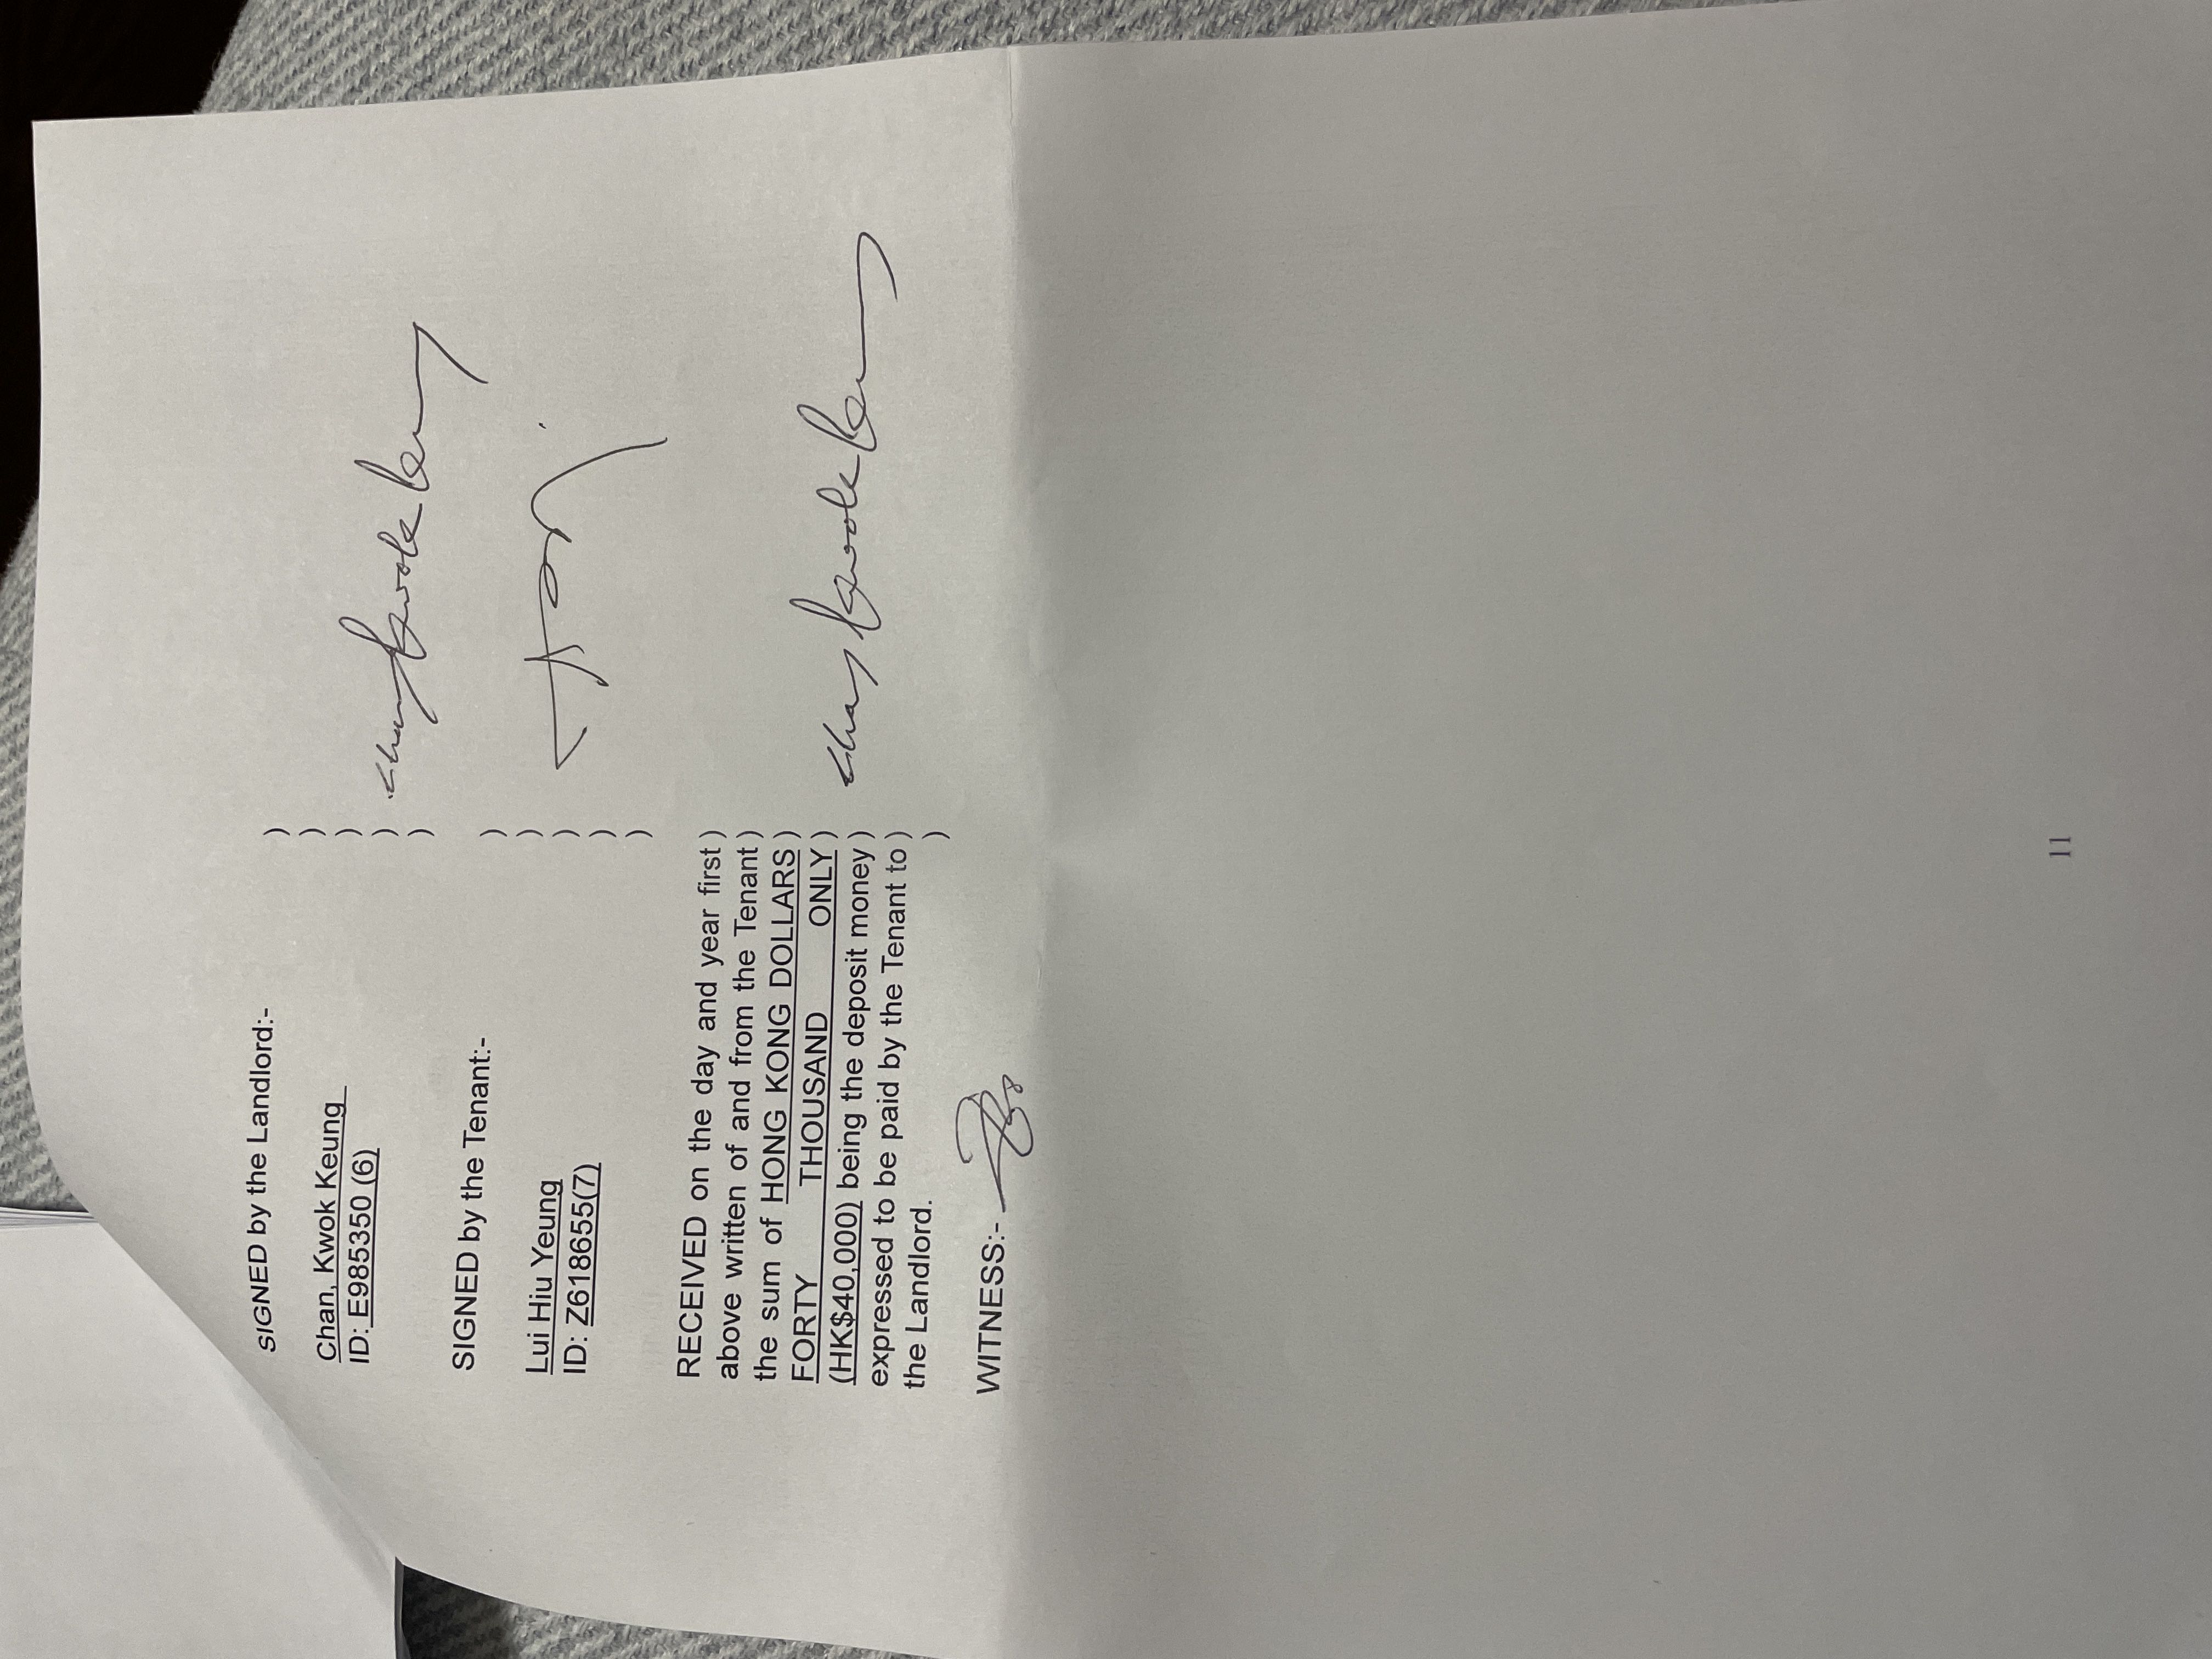 SIGNED by the Landlord:- )
)
Chan, Kwok Keung )
ID: E985350 (6) )
)
SIGNED by the Tenant:- )
)
Lui Hiu Yeung )
ID: Z618655(7) )
)
RECEIVED on the day and year first )
above written of and from the Tenant )
the sum of HONG KONG DOLLARS )
FORTY THOUSAND ONLY )
(HK$40,000) being the deposit money )
expressed to be paid by the Tenant to )
the Landlord. )
WITNESS:-
11